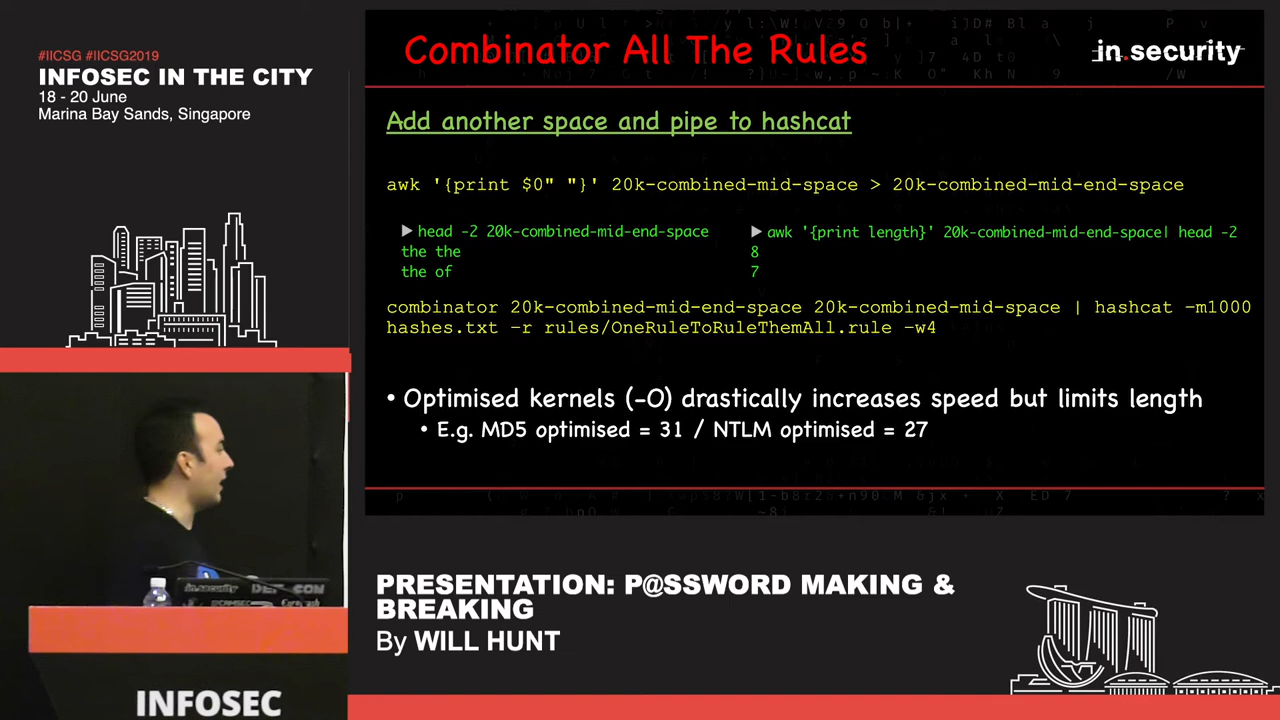 #IICSG #IICSG2019
INFOSEC IN THE CITY
18 - 20 June
Marina Bay Sands, Singapore
Combinator All The Rules
in.security
Add another space and pipe to hashcat
awk '{print $0" "}' 20k-combined-mid-space > 20k-combined-mid-end-space
▶ head -2 20k-combined-mid-end-space
the the
the of
▶ awk '{print length}' 20k-combined-mid-end-space| head -2
8
7
combinator 20k-combined-mid-end-space 20k-combined-mid-space | hashcat -m1000
hashes.txt -r rules/OneRuleToRuleThemAll.rule -w4
• Optimised kernels (-O) drastically increases speed but limits length
• E.g. MD5 optimised = 31 / NTLM optimised = 27
in.security DEF CON
PRESENTATION: P@SSWORD MAKING &
BREAKING
By WILL HUNT
INFOSEC